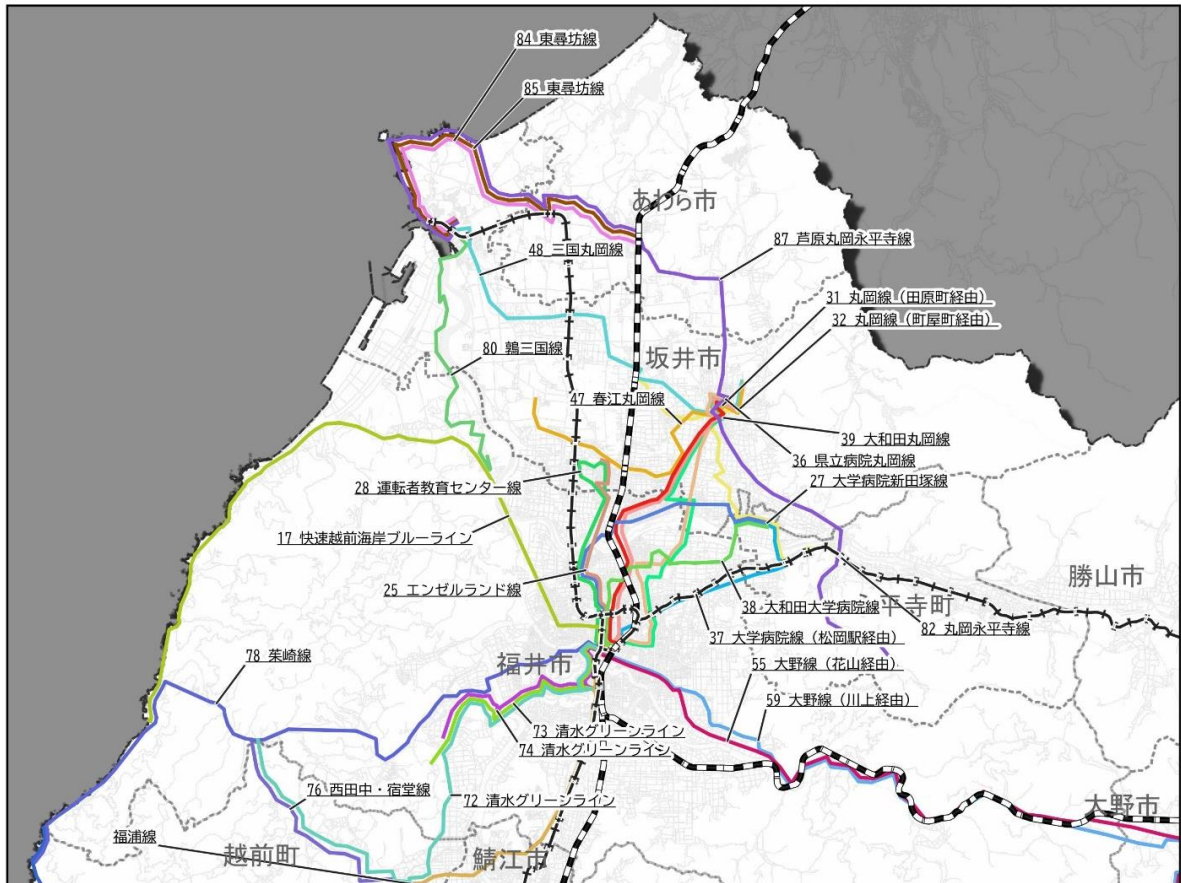 84 東尋坊線
85 東尋坊線
あわら市
87 芦原丸岡永平寺線
48 三国丸岡線
31 丸岡線（田原町経由）
32 丸岡線（町屋町経由）
80 鶉三国線
坂井市
47 春江丸岡線
39 大和田丸岡線
36 県立病院丸岡線
28 運転者教育センター線
27 大学病院新田塚線
17 快速越前海岸ブルーライン
25 エンゼルランド線
勝山市
38 大和田大学病院線
平寺町
82 丸岡永平寺線
37 大学病院線（松岡駅経由）
78 茱崎線
福井市
55 大野線（花山経由）
59 大野線（川上経由）
73 清水グリーンライン
74 清水グリーンライン
76 西田中・宿堂線
72 清水グリーンライン
大野市
福浦線
越前町
鯖江市